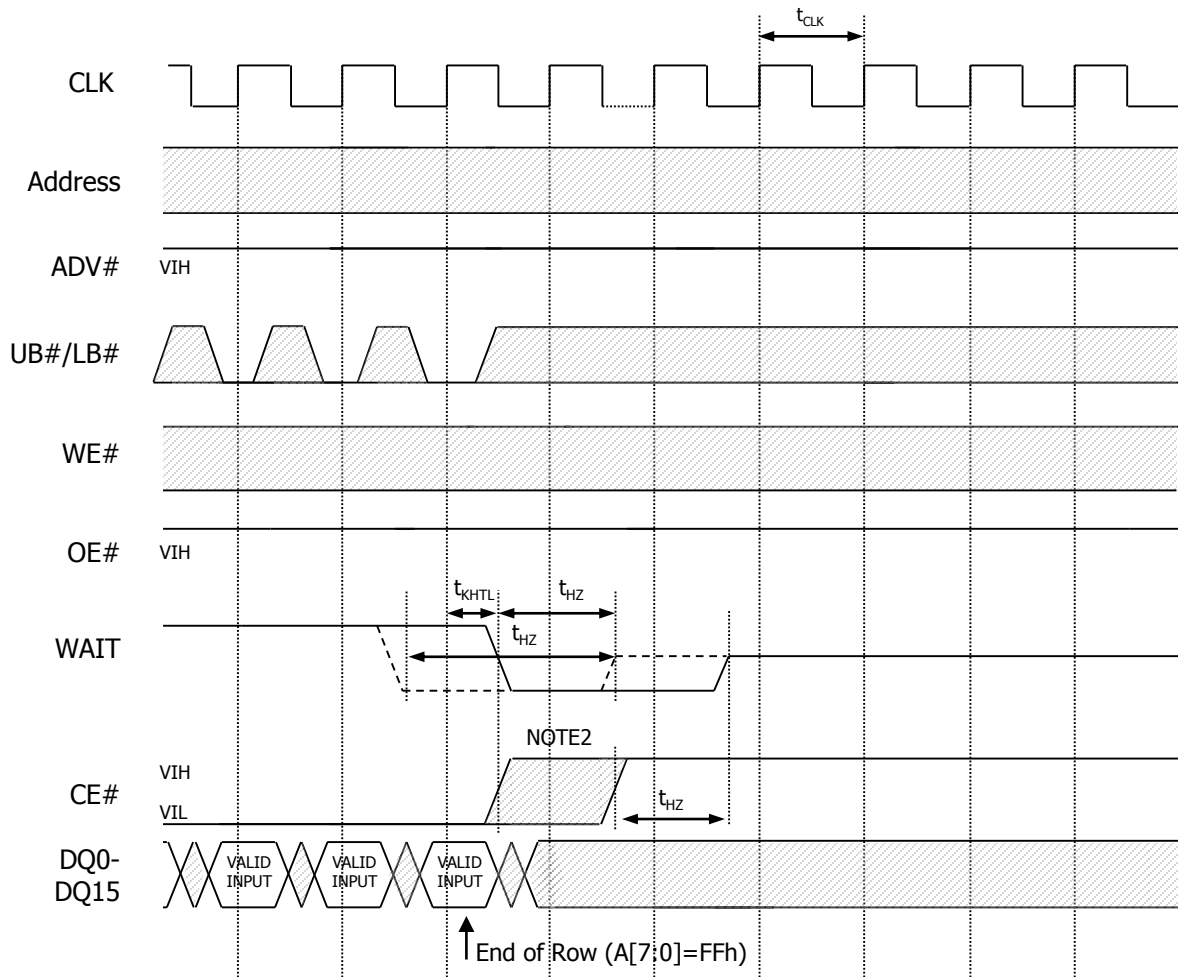 tCLK
CLK
Address
ADV#
VIH
UB#/LB#
WE#
OE#
VIH
tKHTL
tHZ
tHZ
WAIT
NOTE2
VIH
CE#
VIL
tHZ
DQ0-
DQ15
VALID
INPUT
VALID
INPUT
VALID
INPUT
End of Row (A[7:0]=FFh)